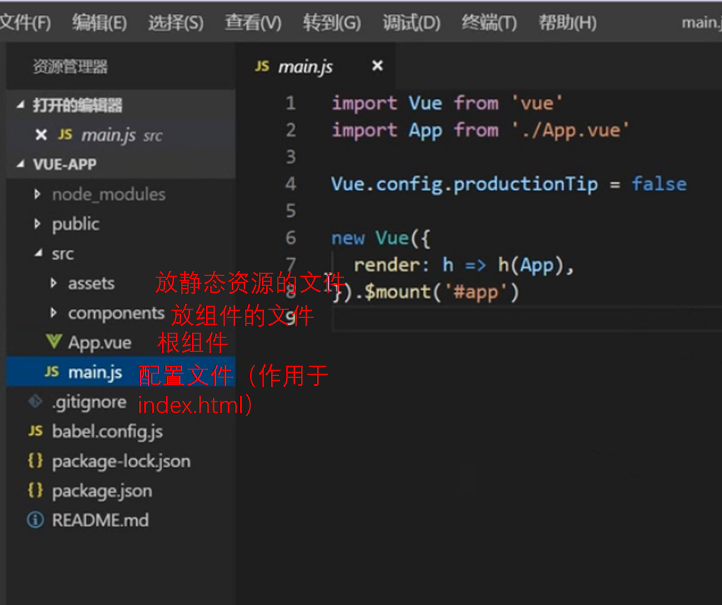 文件(F) 编辑(E) 选择(S) 查看(V) 转到(G) 调试(D) 终端(T) 帮助(H) main.j
资源管理器
JS main.js ×
打开的编辑器
× JS main.js src
VUE-APP
node_modules
public
src
assets 放静态资源的文件
components 放组件的文件
App.vue 根组件
JS main.js 配置文件（作用于
index.html）
.gitignore
JS babel.config.js
{} package-lock.json
{} package.json
README.md
1 import Vue from 'vue'
2 import App from './App.vue'
3
4 Vue.config.productionTip = false
5
6 new Vue({
7 render: h => h(App),
8 }).$mount('#app')
9